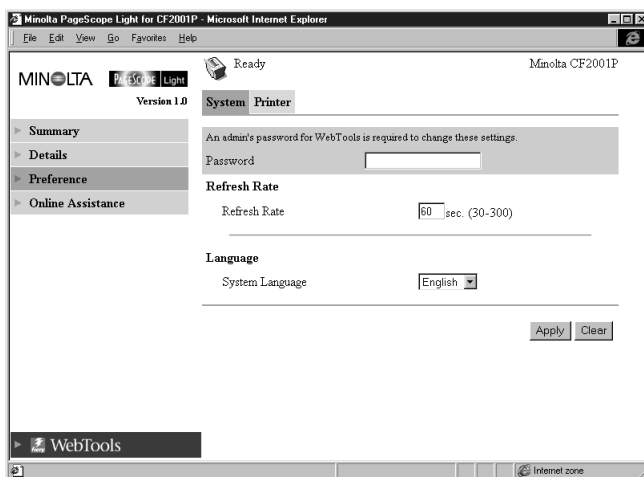 Minolta PageScope Light for CF2001P - Microsoft Internet Explorer
File Edit View Go Favorites Help
MINOLTA PAGESCOPE Light
Version 1.0
Ready
Minolta CF2001P
System Printer
Summary
Details
Preference
Online Assistance
An admin's password for WebTools is required to change these settings.
Password
Refresh Rate
Refresh Rate 60 sec. (30-300)
Language
System Language English
Apply Clear
fiery WebTools
Internet zone